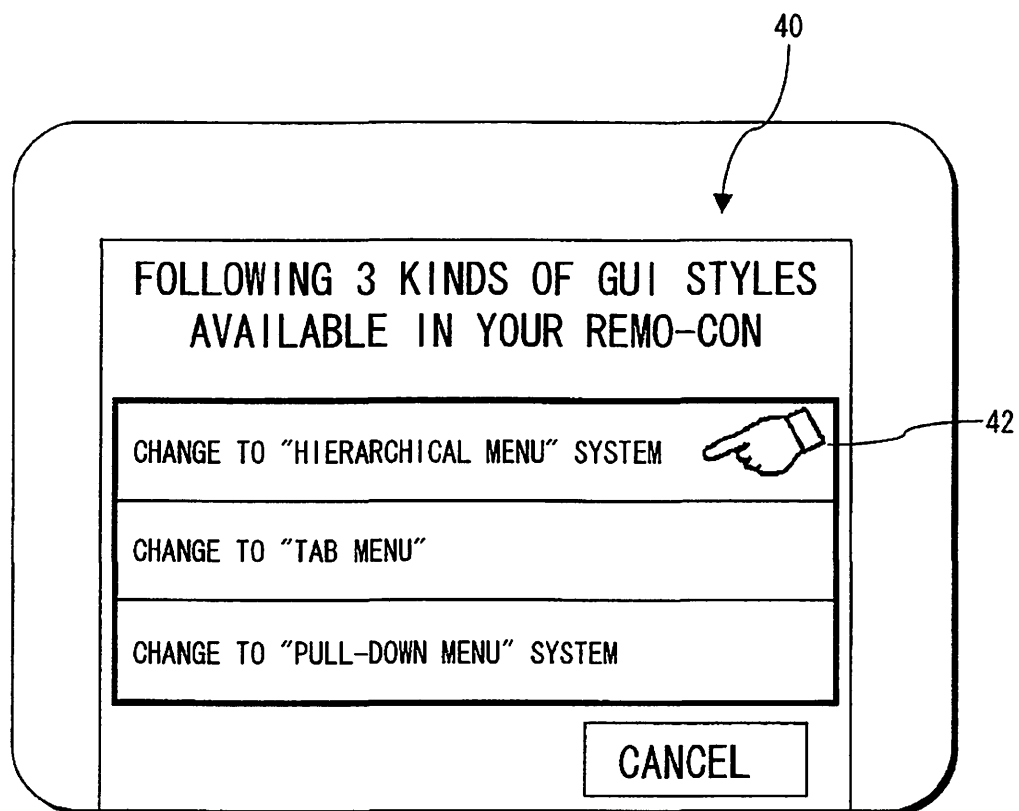 40
FOLLOWING 3 KINDS OF GUI STYLES
AVAILABLE IN YOUR REMO-CON
CHANGE TO "HIERARCHICAL MENU" SYSTEM
42
CHANGE TO "TAB MENU"
CHANGE TO "PULL-DOWN MENU" SYSTEM
CANCEL